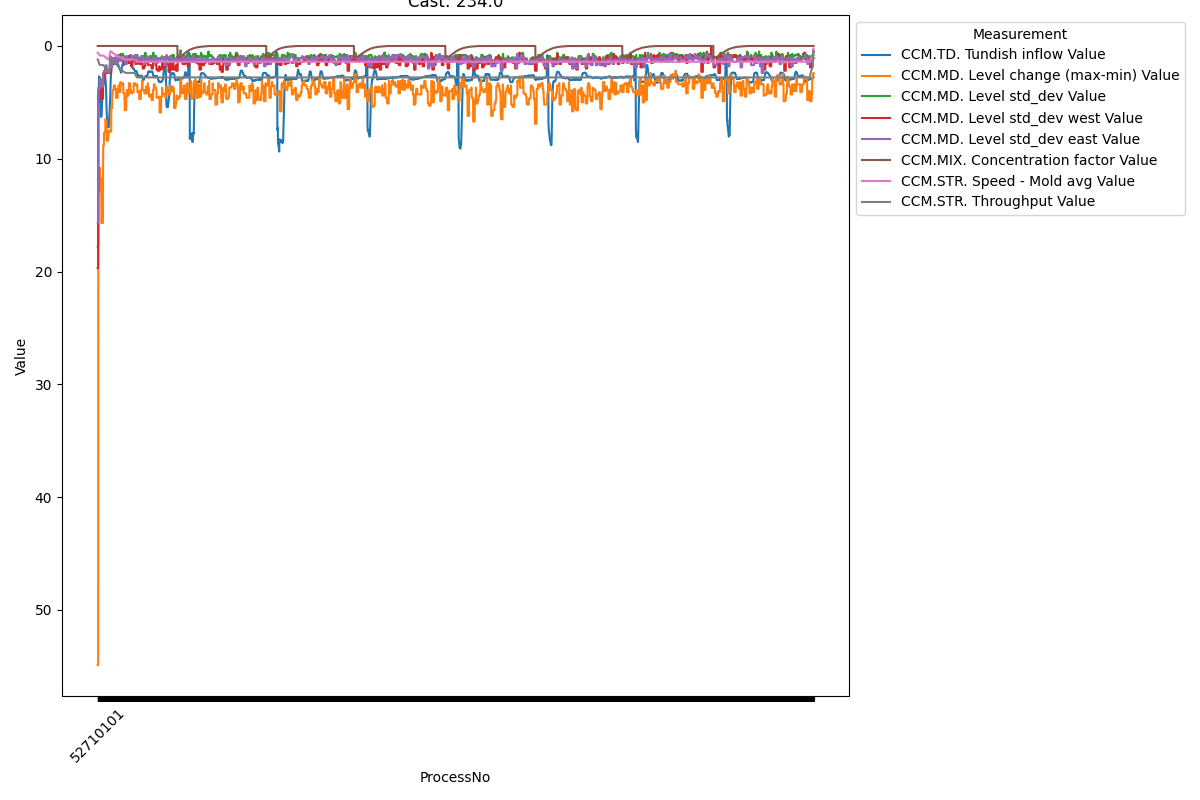 Cast: 234.0
Measurement
CCM.TD. Tundish inflow Value
CCM.MD. Level change (max-min) Value
CCM.MD. Level std_dev Value
CCM.MD. Level std_dev west Value
CCM.MD. Level std_dev east Value
CCM.MIX. Concentration factor Value
CCM.STR. Speed - Mold avg Value
CCM.STR. Throughput Value
0
10
20
30
40
50
Value
52710101
ProcessNo